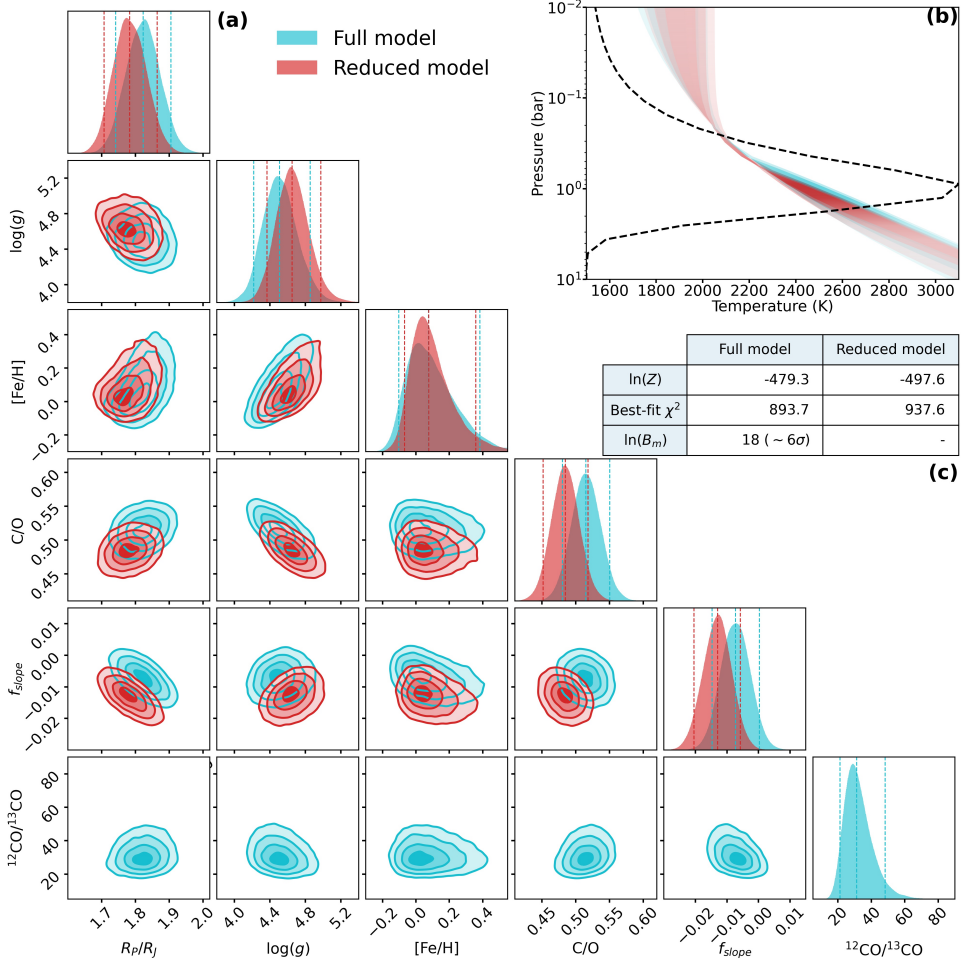 (a)
Full model
Reduced model
(b)
10⁻²
10⁻¹
10⁰
10¹
Pressure (bar)
1600 1800 2000 2200 2400 2600 2800 3000
Temperature (K)
Full model Reduced model
ln(Z) -479.3 -497.6
Best-fit χ² 893.7 937.6
ln(Bₘ) 18 (∼6σ) -
(c)
log(g)
5.2
4.8
4.4
4.0
[Fe/H]
0.4
0.2
0.0
−0.2
C/O
0.60
0.55
0.50
0.45
f_slope
0.01
0.00
−0.01
−0.02
¹²CO/¹³CO
80
60
40
20
1.7 1.8 1.9 2.0 4.0 4.4 4.8 5.2 −0.2 0.0 0.2 0.4 0.45 0.50 0.55 0.60 −0.02 −0.01 0.00 0.01 20 40 60 80
R_P/R_J log(g) [Fe/H] C/O f_slope ¹²CO/¹³CO